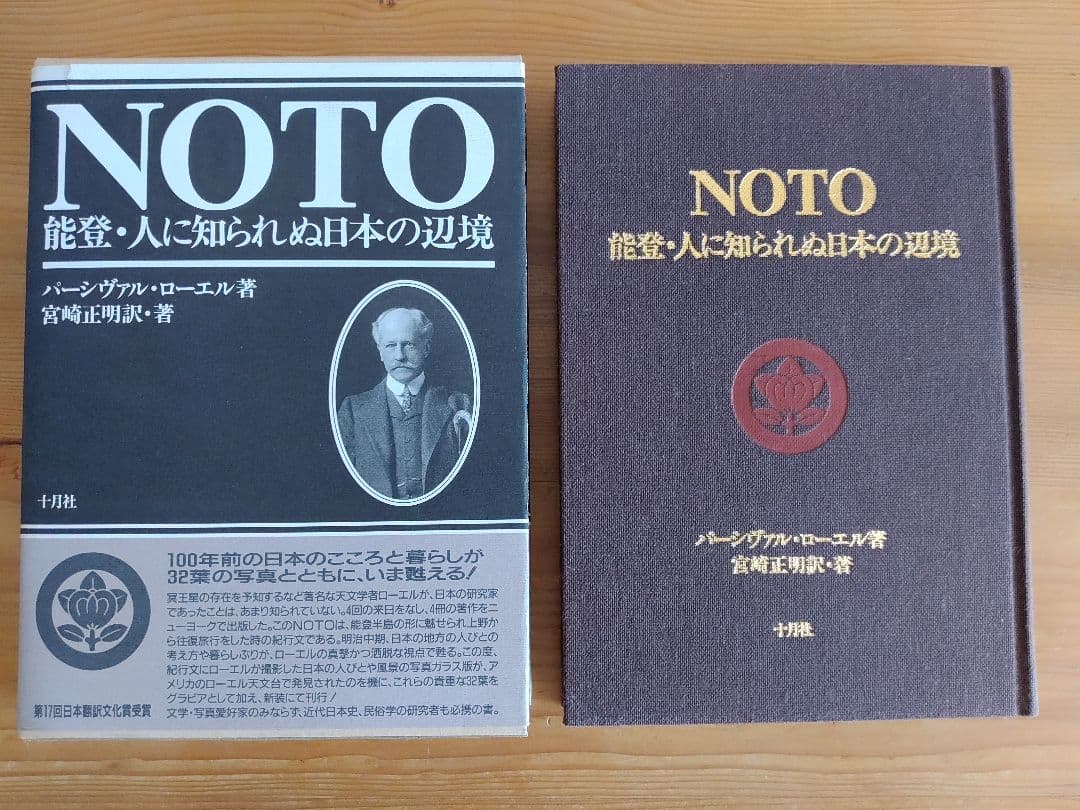 NOTO
能登・人に知られぬ日本の辺境
パーシヴァル・ローエル著
宮崎正明訳・著
十月社
100年前の日本のこころと暮らしが
32葉の写真とともに、いま甦える!
冥王星の存在を予知するなど著名な天文学者ローエルが、日本の研究家
であったことは、あまり知られていない。4回の来日をなし、4冊の著作をニ
ューヨークで出版した。このNOTOは、能登半島の形に魅せられ上野から
往復旅行をした時の紀行文である。明治中期、日本の地方の人びとの
考え方や暮らしぶりが、ローエルの真摯かつ洒脱な視点で甦る。この度、
紀行文にローエルが撮影した日本の人びとや風景の写真ガラス版が、ア
メリカのローエル天文台で発見されたのを機に、これらの貴重な32葉を
グラビアとして加え、新装にて刊行!
文学・写真愛好家のみならず、近代日本史、民俗学の研究者も必携の書。
第17回日本翻訳文化賞受賞
NOTO
能登・人に知られぬ日本の辺境
パーシヴァル・ローエル著
宮崎正明訳・著
十月社